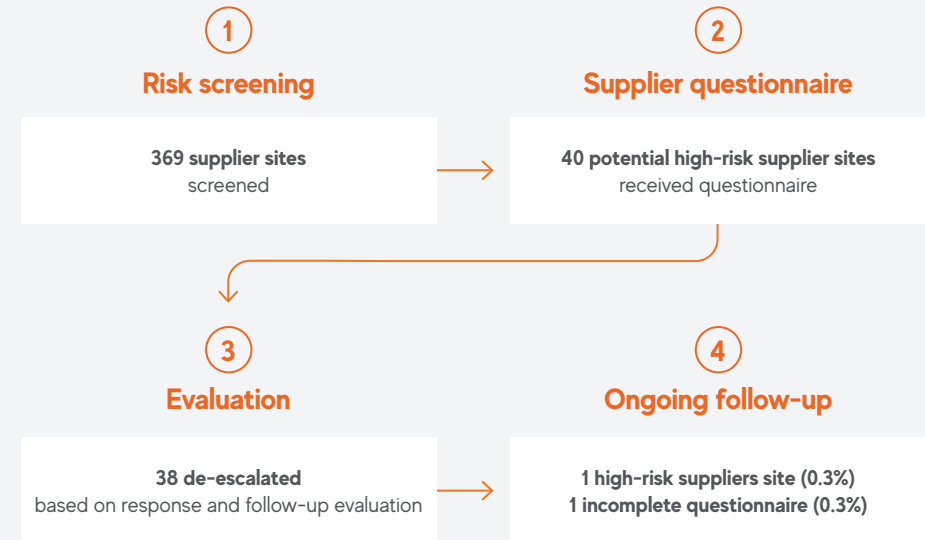 1
Risk screening
369 supplier sites
screened
2
Supplier questionnaire
40 potential high-risk supplier sites
received questionnaire
3
Evaluation
38 de-escalated
based on response and follow-up evaluation
4
Ongoing follow-up
1 high-risk suppliers site (0.3%)
1 incomplete questionnaire (0.3%)